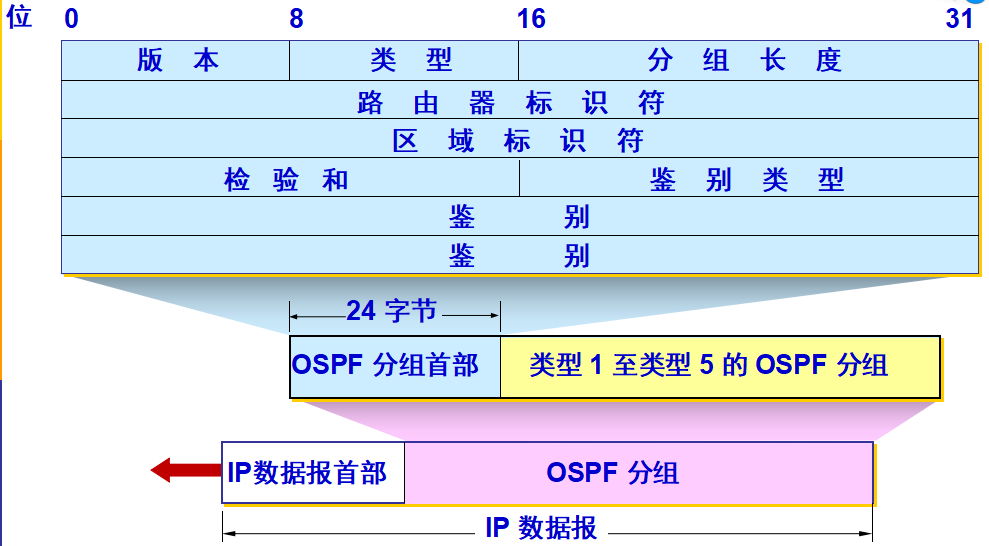 位 0 8 16 31
版 本 类 型 分 组 长 度
路 由 器 标 识 符
区 域 标 识 符
检 验 和 鉴 别 类 型
鉴 别
鉴 别
24 字节
OSPF 分组首部 类型 1 至类型 5 的 OSPF 分组
IP数据报首部 OSPF 分组
IP 数据报